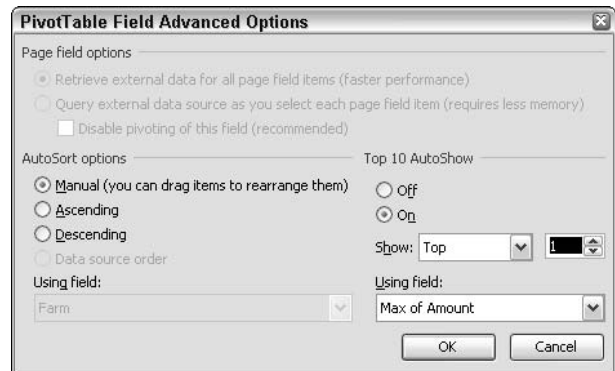 PivotTable Field Advanced Options
Page field options
Retrieve external data for all page field items (faster performance)
Query external data source as you select each page field item (requires less memory)
Disable pivoting of this field (recommended)
AutoSort options
Manual (you can drag items to rearrange them)
Ascending
Descending
Data source order
Using field:
Farm
Top 10 AutoShow
Off
On
Show: Top 1
Using field:
Max of Amount
OK Cancel